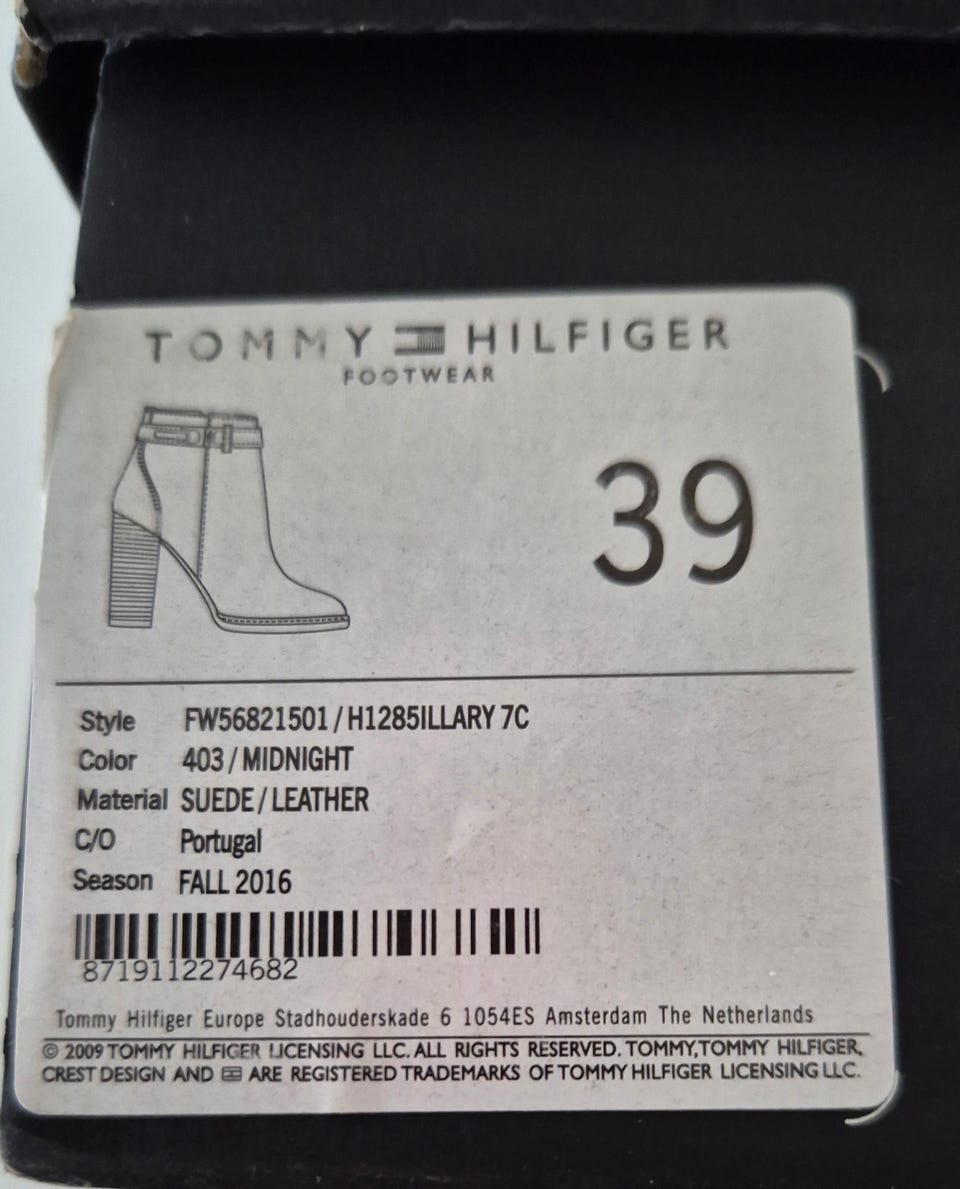 TOMMY HILFIGER
FOOTWEAR
39
Style FW56821501/H1285ILLARY 7C
Color 403/MIDNIGHT
Material SUEDE/LEATHER
C/O Portugal
Season FALL 2016
8719112274682
Tommy Hilfiger Europe Stadhouderskade 6 1054ES Amsterdam The Netherlands
© 2009 TOMMY HILFIGER LICENSING LLC. ALL RIGHTS RESERVED. TOMMY, TOMMY HILFIGER,
CREST DESIGN AND ARE REGISTERED TRADEMARKS OF TOMMY HILFIGER LICENSING LLC.